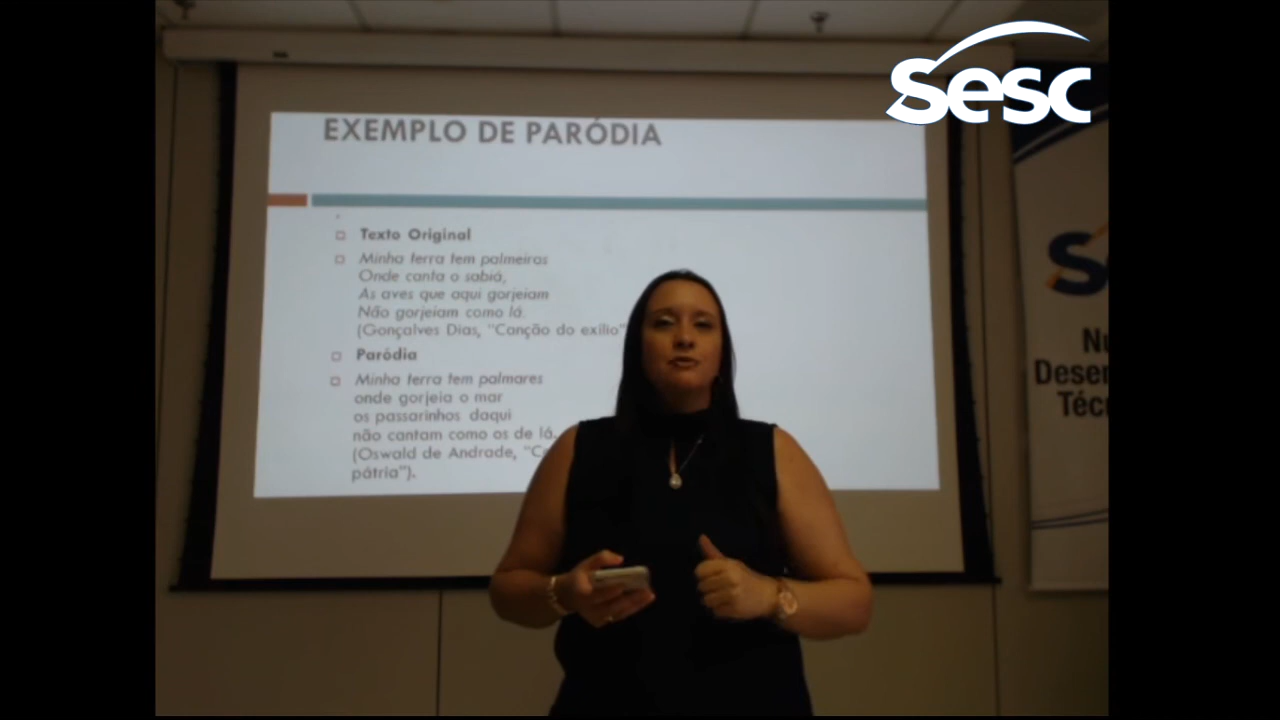 Sesc
EXEMPLO DE PARÓDIA
Texto Original
Minha terra tem palmeiras
Onde canta o sabiá,
As aves que aqui gorjeiam
Não gorjeiam como lá.
(Gonçalves Dias, "Canção do exílio"
Paródia
Minha terra tem palmares
onde gorjeia o mar
os passarinhos daqui
não cantam como os de lá.
(Oswald de Andrade, "C
pátria").
S
Nú
Desen
Técn